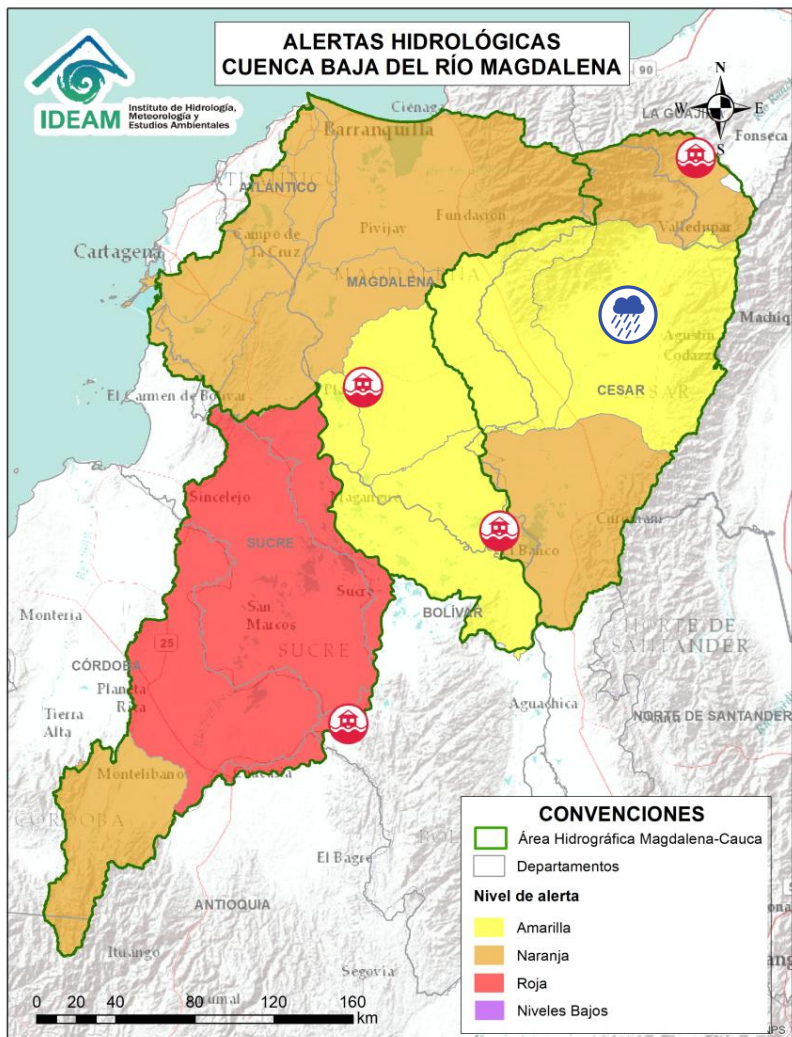 ALERTAS HIDROLÓGICAS
CUENCA BAJA DEL RÍO MAGDALENA
IDEAM
Instituto de Hidrología,
Meteorología y
Estudios Ambientales
N
W
E
S
90
Ciénaga
LA GUAJIRA
Barranquilla
Fonseca
ATLÁNTICO
Fundación
Pivijay
Valledupar
Campo de
la Cruz
Cartagena
MAGDALENA
MAGDALENA
Machiq
Agustín
Codazzi
CESAR
CESAR
El Carmen de Bolívar
Sincelejo
Magangué
Curumaní
El Banco
SUCRE
Sucre
San
Marcos
BOLÍVAR
Montería
SUCRE
NORTE DE
SANTANDER
25
CÓRDOBA
Planeta
Rica
Tierra
Alta
Aguachica
NORTE DE SANTANDER
Montelíbano
CÓRDOBA
El Bagre
ANTIOQUIA
Ituango
Segovia
CONVENCIONES
Área Hidrográfica Magdalena-Cauca
Departamentos
Nivel de alerta
Amarilla
Naranja
Roja
Niveles Bajos
0 20 40 80 120 160
km